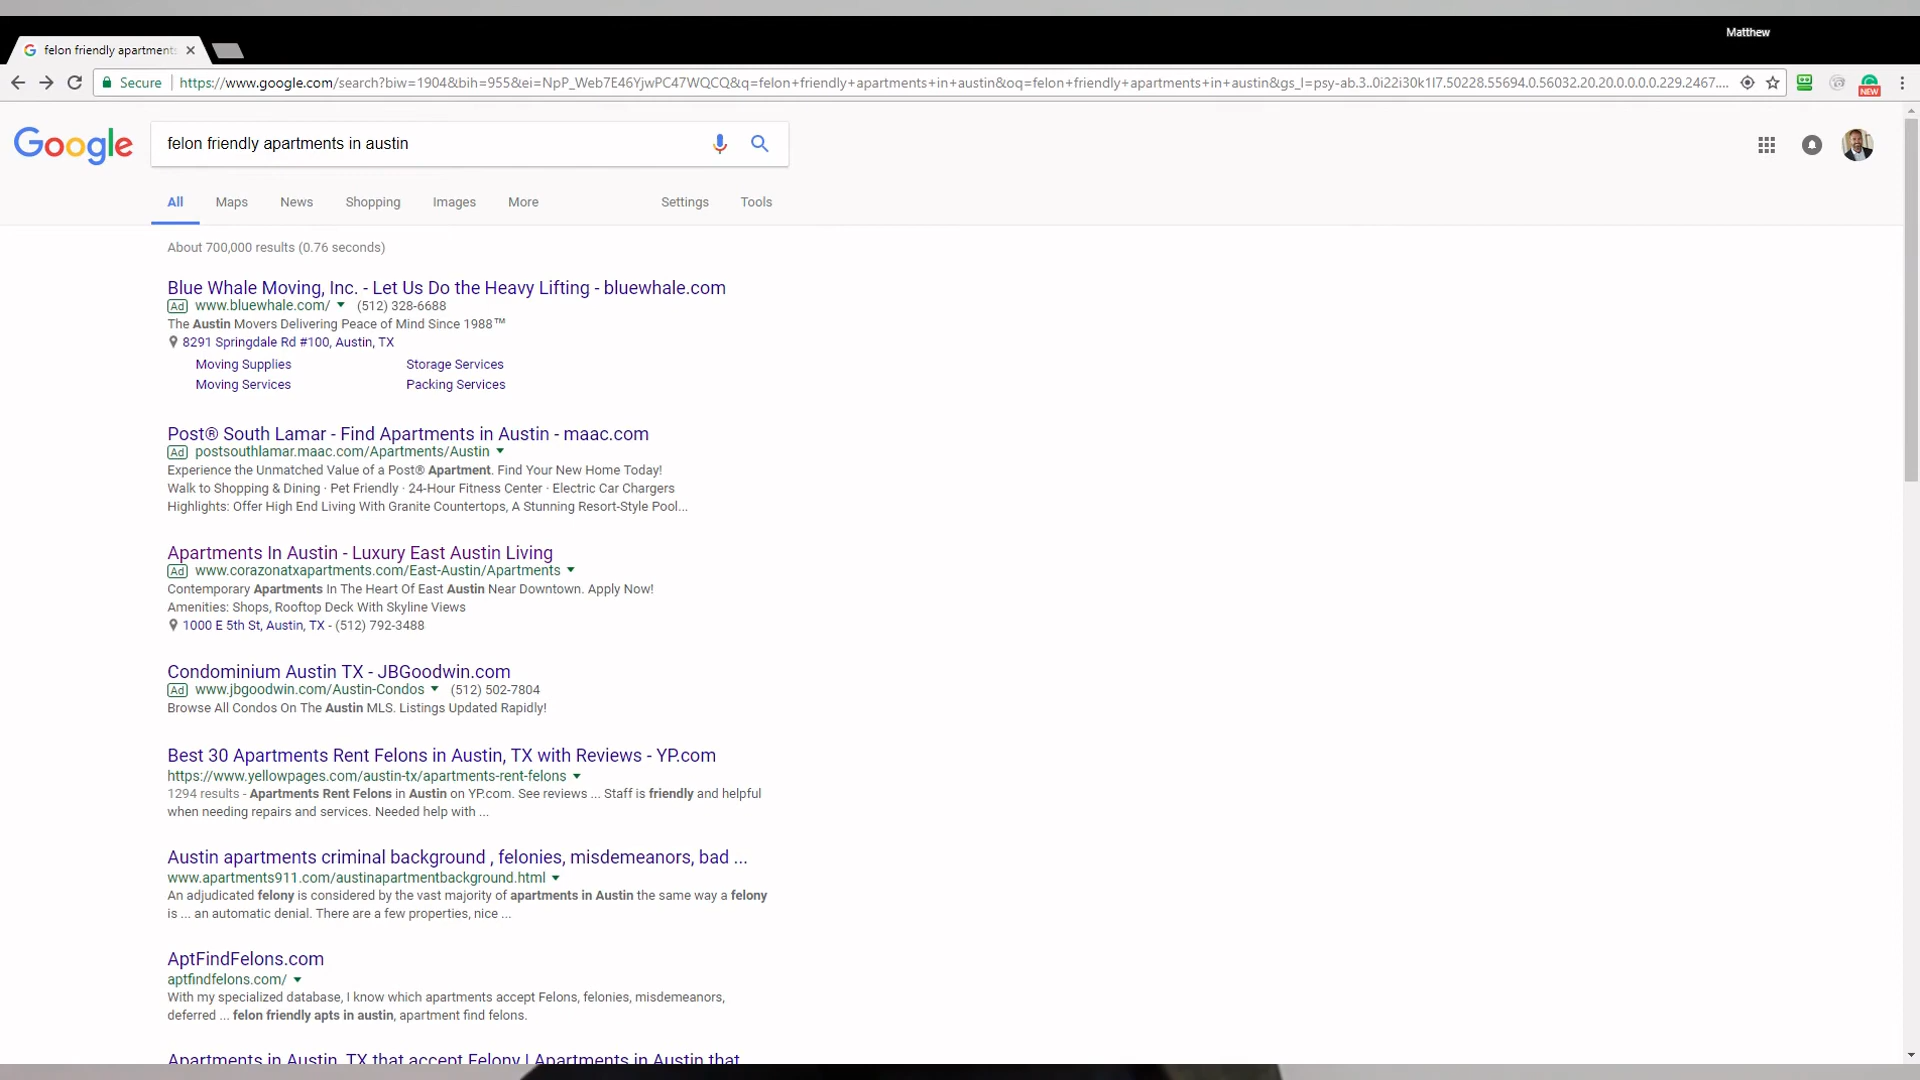 Matthew
felon friendly apartments
Secure https://www.google.com/search?biw=1904&bih=955&ei=NpP_Web7E46YjwPC47WQCQ&q=felon+friendly+apartments+in+austin&oq=felon+friendly+apartments+in+austin&gs_l=psy-ab.3..0i22i30k1l7.50228.55694.0.56032.20.20.0.0.0.0.229.2467....
NEW
Google
felon friendly apartments in austin
All Maps News Shopping Images More Settings Tools
About 700,000 results (0.76 seconds)
Blue Whale Moving, Inc. - Let Us Do the Heavy Lifting - bluewhale.com
Ad www.bluewhale.com/ (512) 328-6688
The Austin Movers Delivering Peace of Mind Since 1988™
8291 Springdale Rd #100, Austin, TX
Moving Supplies Storage Services
Moving Services Packing Services
Post® South Lamar - Find Apartments in Austin - maac.com
Ad postsouthlamar.maac.com/Apartments/Austin
Experience the Unmatched Value of a Post® Apartment. Find Your New Home Today!
Walk to Shopping & Dining · Pet Friendly · 24-Hour Fitness Center · Electric Car Chargers
Highlights: Offer High End Living With Granite Countertops, A Stunning Resort-Style Pool...
Apartments In Austin - Luxury East Austin Living
Ad www.corazonatxapartments.com/East-Austin/Apartments
Contemporary Apartments In The Heart Of East Austin Near Downtown. Apply Now!
Amenities: Shops, Rooftop Deck With Skyline Views
1000 E 5th St, Austin, TX - (512) 792-3488
Condominium Austin TX - JBGoodwin.com
Ad www.jbgoodwin.com/Austin-Condos (512) 502-7804
Browse All Condos On The Austin MLS. Listings Updated Rapidly!
Best 30 Apartments Rent Felons in Austin, TX with Reviews - YP.com
https://www.yellowpages.com/austin-tx/apartments-rent-felons
1294 results - Apartments Rent Felons in Austin on YP.com. See reviews ... Staff is friendly and helpful
when needing repairs and services. Needed help with ...
Austin apartments criminal background , felonies, misdemeanors, bad ...
www.apartments911.com/austinapartmentbackground.html
An adjudicated felony is considered by the vast majority of apartments in Austin the same way a felony
is ... an automatic denial. There are a few properties, nice ...
AptFindFelons.com
aptfindfelons.com/
With my specialized database, I know which apartments accept Felons, felonies, misdemeanors,
deferred ... felon friendly apts in austin, apartment find felons.
Apartments in Austin, TX that accept Felony | Apartments in Austin that